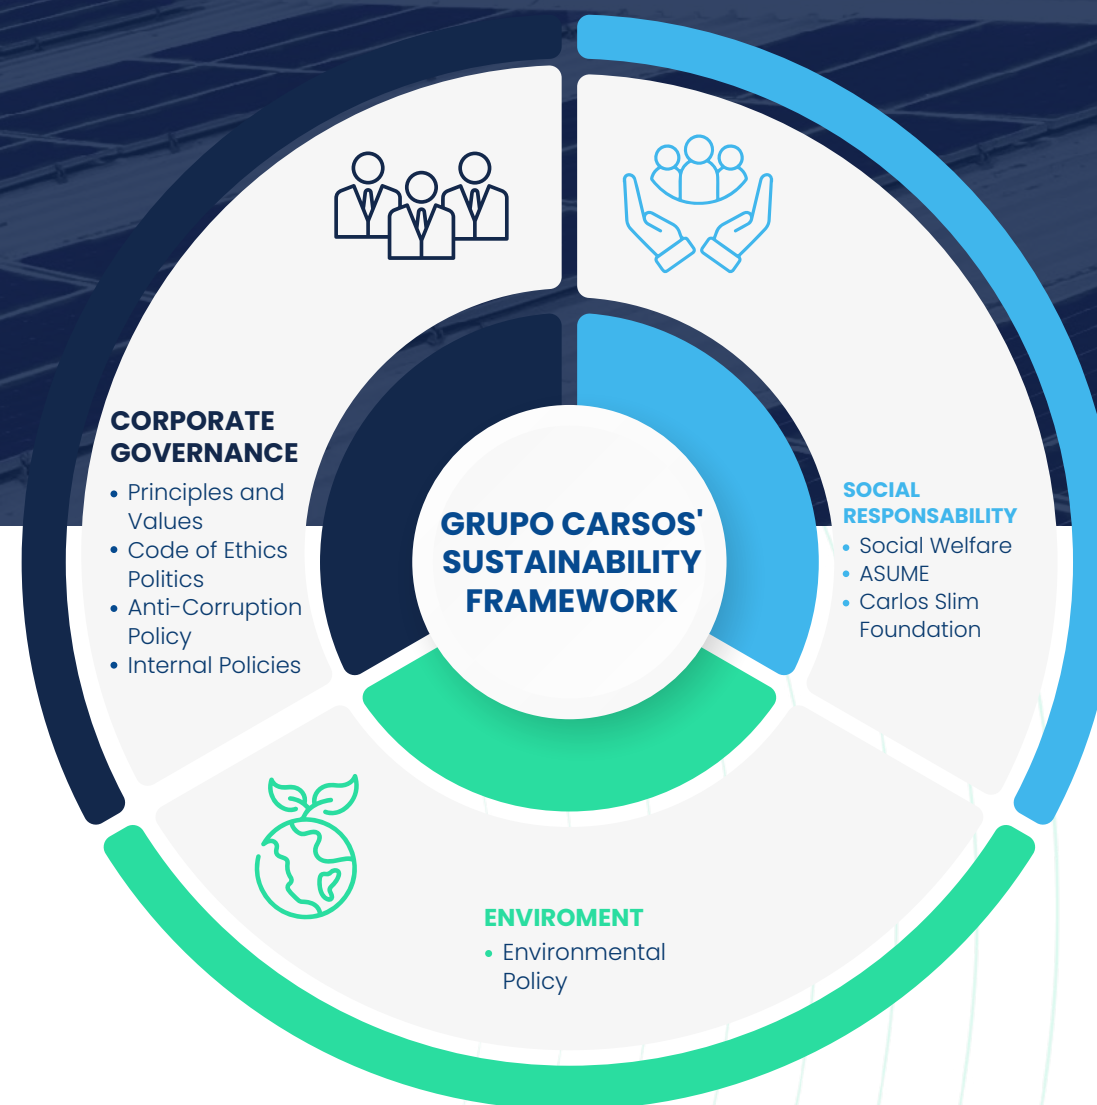 GRUPO CARSOS'
SUSTAINABILITY
FRAMEWORK
CORPORATE
GOVERNANCE
• Principles and
Values
• Code of Ethics
Politics
• Anti-Corruption
Policy
• Internal Policies
SOCIAL
RESPONSABILITY
• Social Welfare
• ASUME
• Carlos Slim
Foundation
ENVIROMENT
• Environmental
Policy